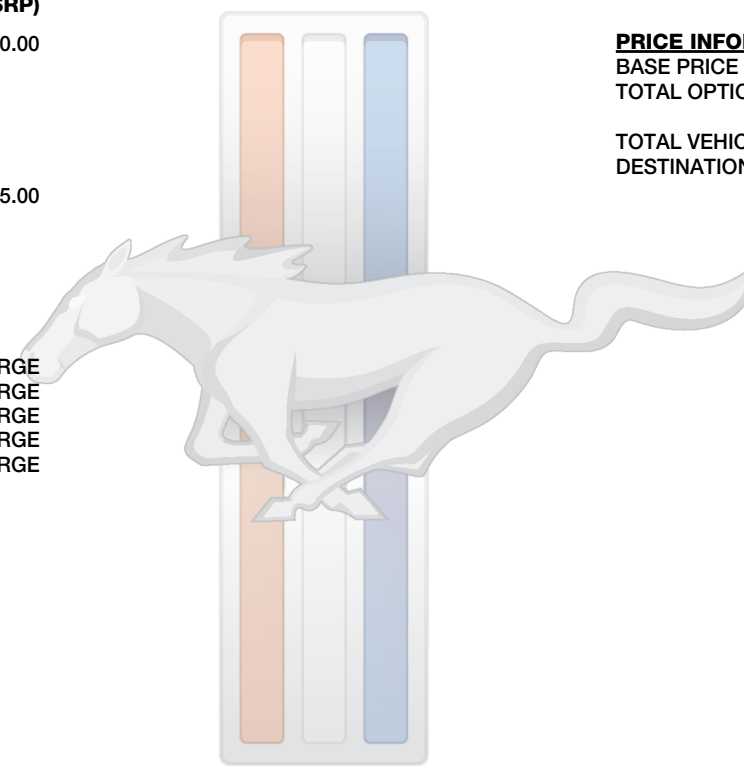 SRP)
0.00
5.00
RGE
RGE
RGE
RGE
RGE
PRICE INFO
BASE PRICE
TOTAL OPTIO
TOTAL VEHIC
DESTINATION